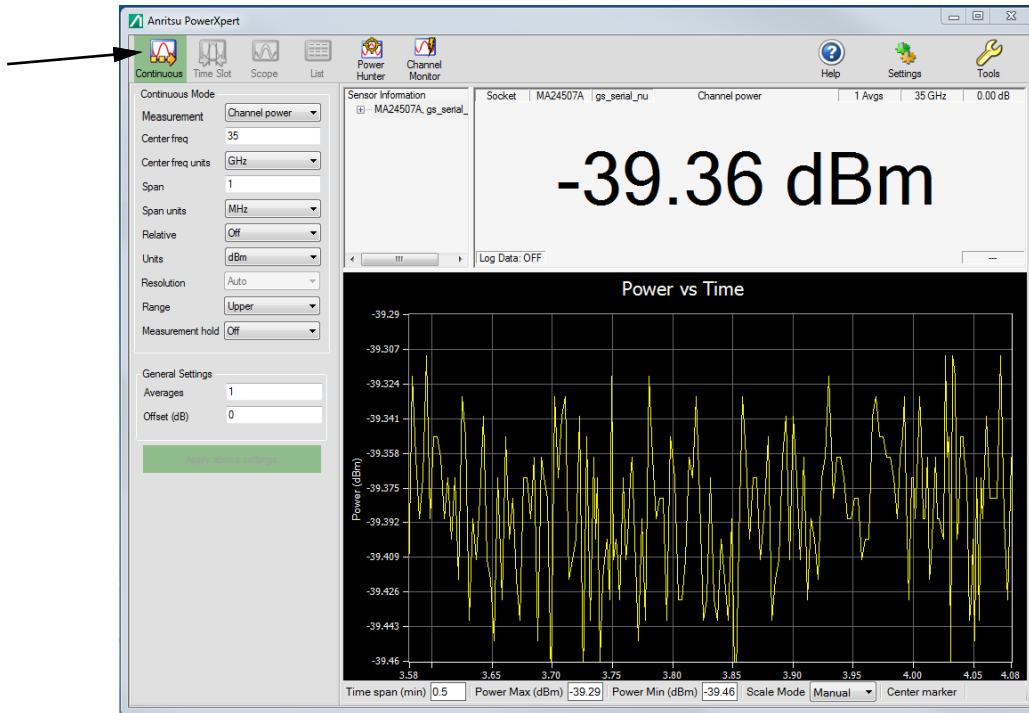 Anritsu PowerXpert
Continuous
Time Slot
Scope
List
Power Hunter
Channel Monitor
Help
Settings
Tools
Continuous Mode
Measurement Channel power
Center freq 35
Center freq units GHz
Span 1
Span units MHz
Relative Off
Units dBm
Resolution Auto
Range Upper
Measurement hold Off
General Settings
Averages 1
Offset (dB) 0
Apply above settings
Sensor Information
MA24507A, gs_serial_
Socket MA24507A gs_serial_nu Channel power 1 Avgs 35 GHz 0.00 dB
-39.36 dBm
Log Data: OFF ---
Power vs Time
Power (dBm)
-39.29
-39.307
-39.324
-39.341
-39.358
-39.375
-39.392
-39.409
-39.426
-39.443
-39.46
3.58 3.65 3.70 3.75 3.80 3.85 3.90 3.95 4.00 4.05 4.08
Time span (min) 0.5 Power Max (dBm) -39.29 Power Min (dBm) -39.46 Scale Mode Manual Center marker